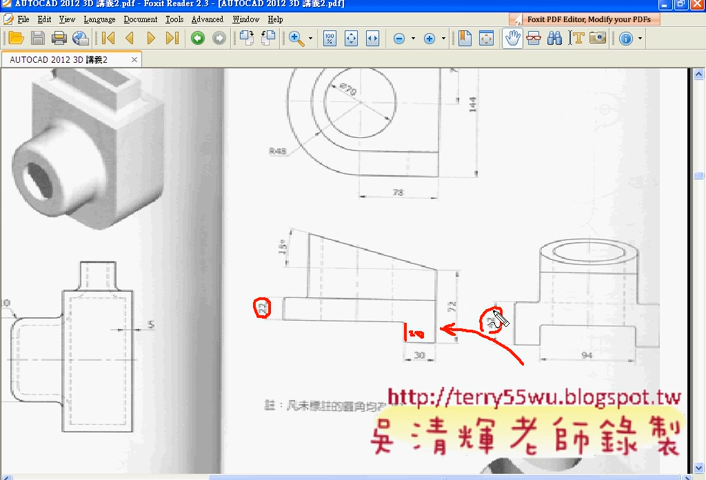 AUTOCAD 2012 3D 講義2.pdf - Foxit Reader 2.3 - [AUTOCAD 2012 3D 講義2.pdf]
File Edit View Language Document Tools Advanced Window Help
Foxit PDF Editor, Modify your PDFs
AUTOCAD 2012 3D 講義2
ø70
R48
144
78
15°
22
72
30
94
5
註：凡未標註的圓角均為
http://terry55wu.blogspot.tw
吳清輝老師錄製